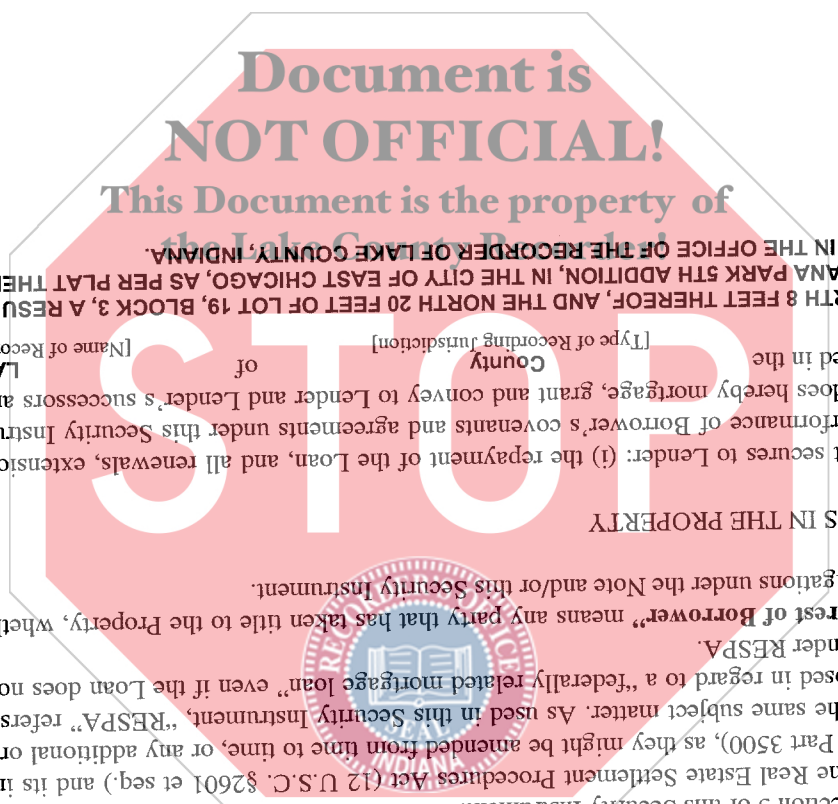 Document is
NOT OFFICIAL!
This Document is the property of
the Lake County Recorder!
STOP
RECORDER'S OFFICE
SEAL
INDIANA
he Real Estate Settlement Procedures Act (12 U.S.C. §2601 et seq.) and its i
Part 3500), as they might be amended from time to time, or any additional or
he same subject matter. As used in this Security Instrument, "RESPA" refers
osed in regard to a "federally related mortgage loan" even if the Loan does no
nder RESPA.
rest of Borrower" means any party that has taken title to the Property, wheth
gations under the Note and/or this Security Instrument.
S IN THE PROPERTY
t secures to Lender: (i) the repayment of the Loan, and all renewals, extensio
rformance of Borrower's covenants and agreements under this Security Instru
does hereby mortgage, grant and convey to Lender and Lender's successors a
ed in the County of LA
[Type of Recording Jurisdiction] [Name of Reco
RTH 8 FEET THEREOF, AND THE NORTH 20 FEET OF LOT 19, BLOCK 3, A RESU
ANA PARK 5TH ADDITION, IN THE CITY OF EAST CHICAGO, AS PER PLAT THE
IN THE OFFICE OF THE RECORDER OF LAKE COUNTY, INDIANA.